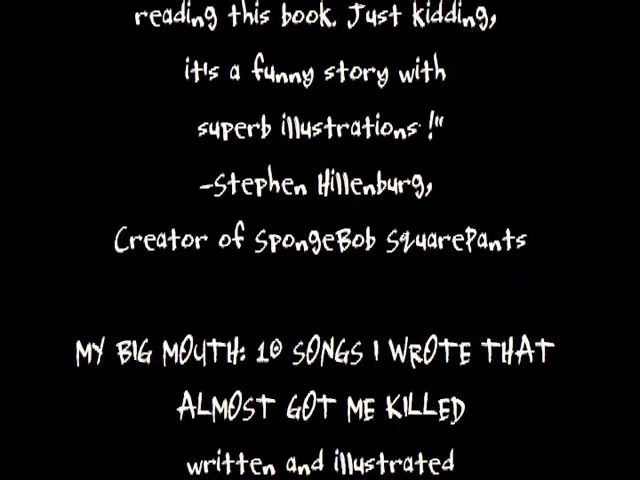 reading this book. Just kidding,
it's a funny story with
superb illustrations!"
-Stephen Hillenburg,
Creator of SpongeBob SquarePants
MY BIG MOUTH: 10 SONGS I WROTE THAT
ALMOST GOT ME KILLED
written and illustrated